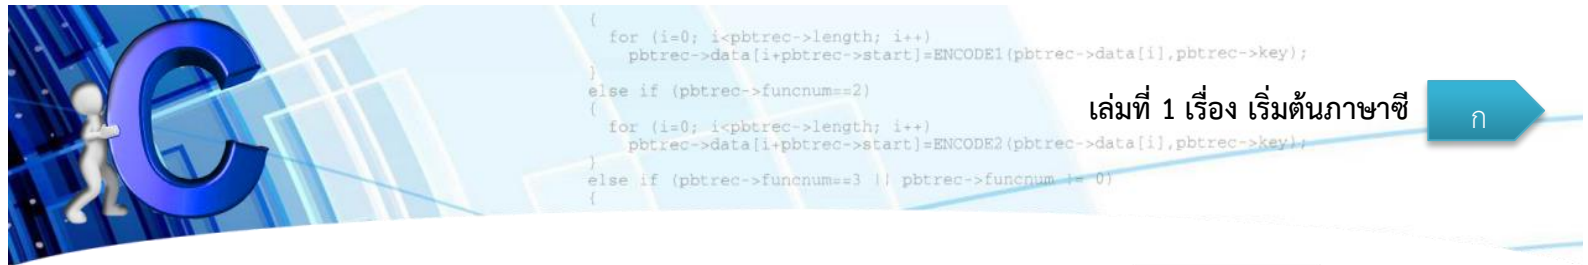 {
for (i=0; i<pbtrec->length; i++)
pbtrec->data[i+pbtrec->start]=ENCODE1(pbtrec->data[i],pbtrec->key);
}
else if (pbtrec->funcnum==2)
{
เล่มที่ 1 เรื่อง เริ่มต้นภาษาซี
ก
for (i=0; i<pbtrec->length; i++)
pbtrec->data[i+pbtrec->start]=ENCODE2(pbtrec->data[i],pbtrec->key);
}
else if (pbtrec->funcnum==3 || pbtrec->funcnum != 0)
{
C